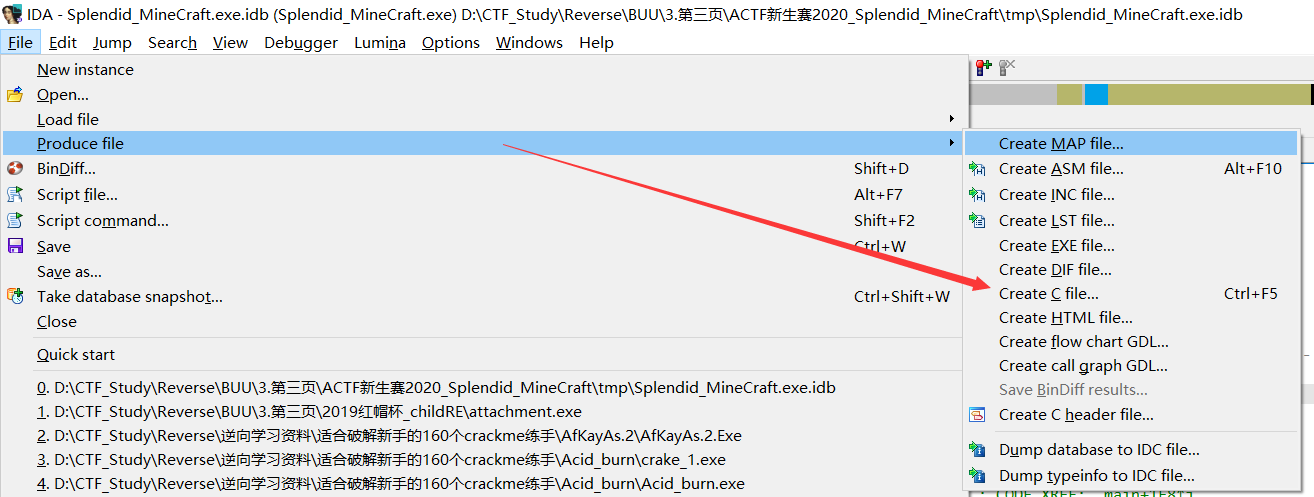 IDA - Splendid_MineCraft.exe.idb (Splendid_MineCraft.exe) D:\CTF_Study\Reverse\BUU\3.第三页\ACTF新生赛2020_Splendid_MineCraft\tmp\Splendid_MineCraft.exe.idb
File Edit Jump Search View Debugger Lumina Options Windows Help
New instance
Open...
Load file
Produce file
BinDiff... Shift+D
Script file... Alt+F7
Script command... Shift+F2
Save Ctrl+W
Save as...
Take database snapshot... Ctrl+Shift+W
Close
Quick start
0. D:\CTF_Study\Reverse\BUU\3.第三页\ACTF新生赛2020_Splendid_MineCraft\tmp\Splendid_MineCraft.exe.idb
1. D:\CTF_Study\Reverse\BUU\3.第三页\2019红帽杯_childRE\attachment.exe
2. D:\CTF_Study\Reverse\逆向学习资料\适合破解新手的160个crackme练手\AfKayAs.2\AfKayAs.2.Exe
3. D:\CTF_Study\Reverse\逆向学习资料\适合破解新手的160个crackme练手\Acid_burn\crake_1.exe
4. D:\CTF_Study\Reverse\逆向学习资料\适合破解新手的160个crackme练手\Acid_burn\Acid_burn.exe
Create MAP file...
Create ASM file... Alt+F10
Create INC file...
Create LST file...
Create EXE file...
Create DIF file...
Create C file... Ctrl+F5
Create HTML file...
Create flow chart GDL...
Create call graph GDL...
Save BinDiff results...
Create C header file...
Dump database to IDC file...
Dump typeinfo to IDC file...